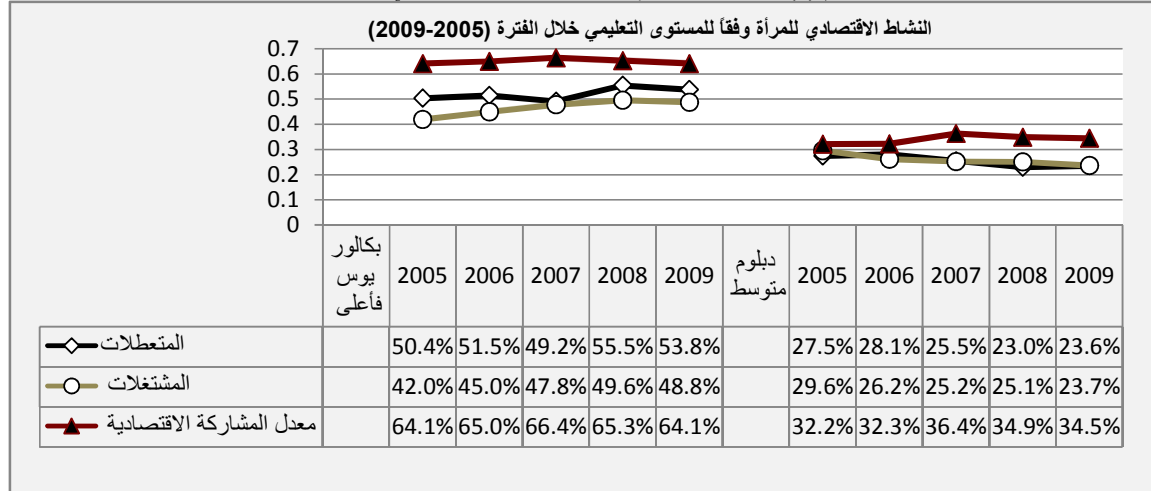 النشاط الاقتصادي للمرأة وفقاً للمستوى التعليمي خلال الفترة (2005-2009)
0.7
0.6
0.5
0.4
0.3
0.2
0.1
0
بكالور
يوس
فأعلى
2005 2006 2007 2008 2009
دبلوم
متوسط
2005 2006 2007 2008 2009
المتعطلات 50.4% 51.5% 49.2% 55.5% 53.8% 27.5% 28.1% 25.5% 23.0% 23.6%
المشتغلات 42.0% 45.0% 47.8% 49.6% 48.8% 29.6% 26.2% 25.2% 25.1% 23.7%
معدل المشاركة الاقتصادية 64.1% 65.0% 66.4% 65.3% 64.1% 32.2% 32.3% 36.4% 34.9% 34.5%